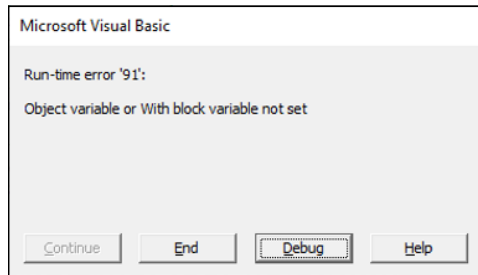 Microsoft Visual Basic
Run-time error '91':
Object variable or With block variable not set
Continue
End
Debug
Help